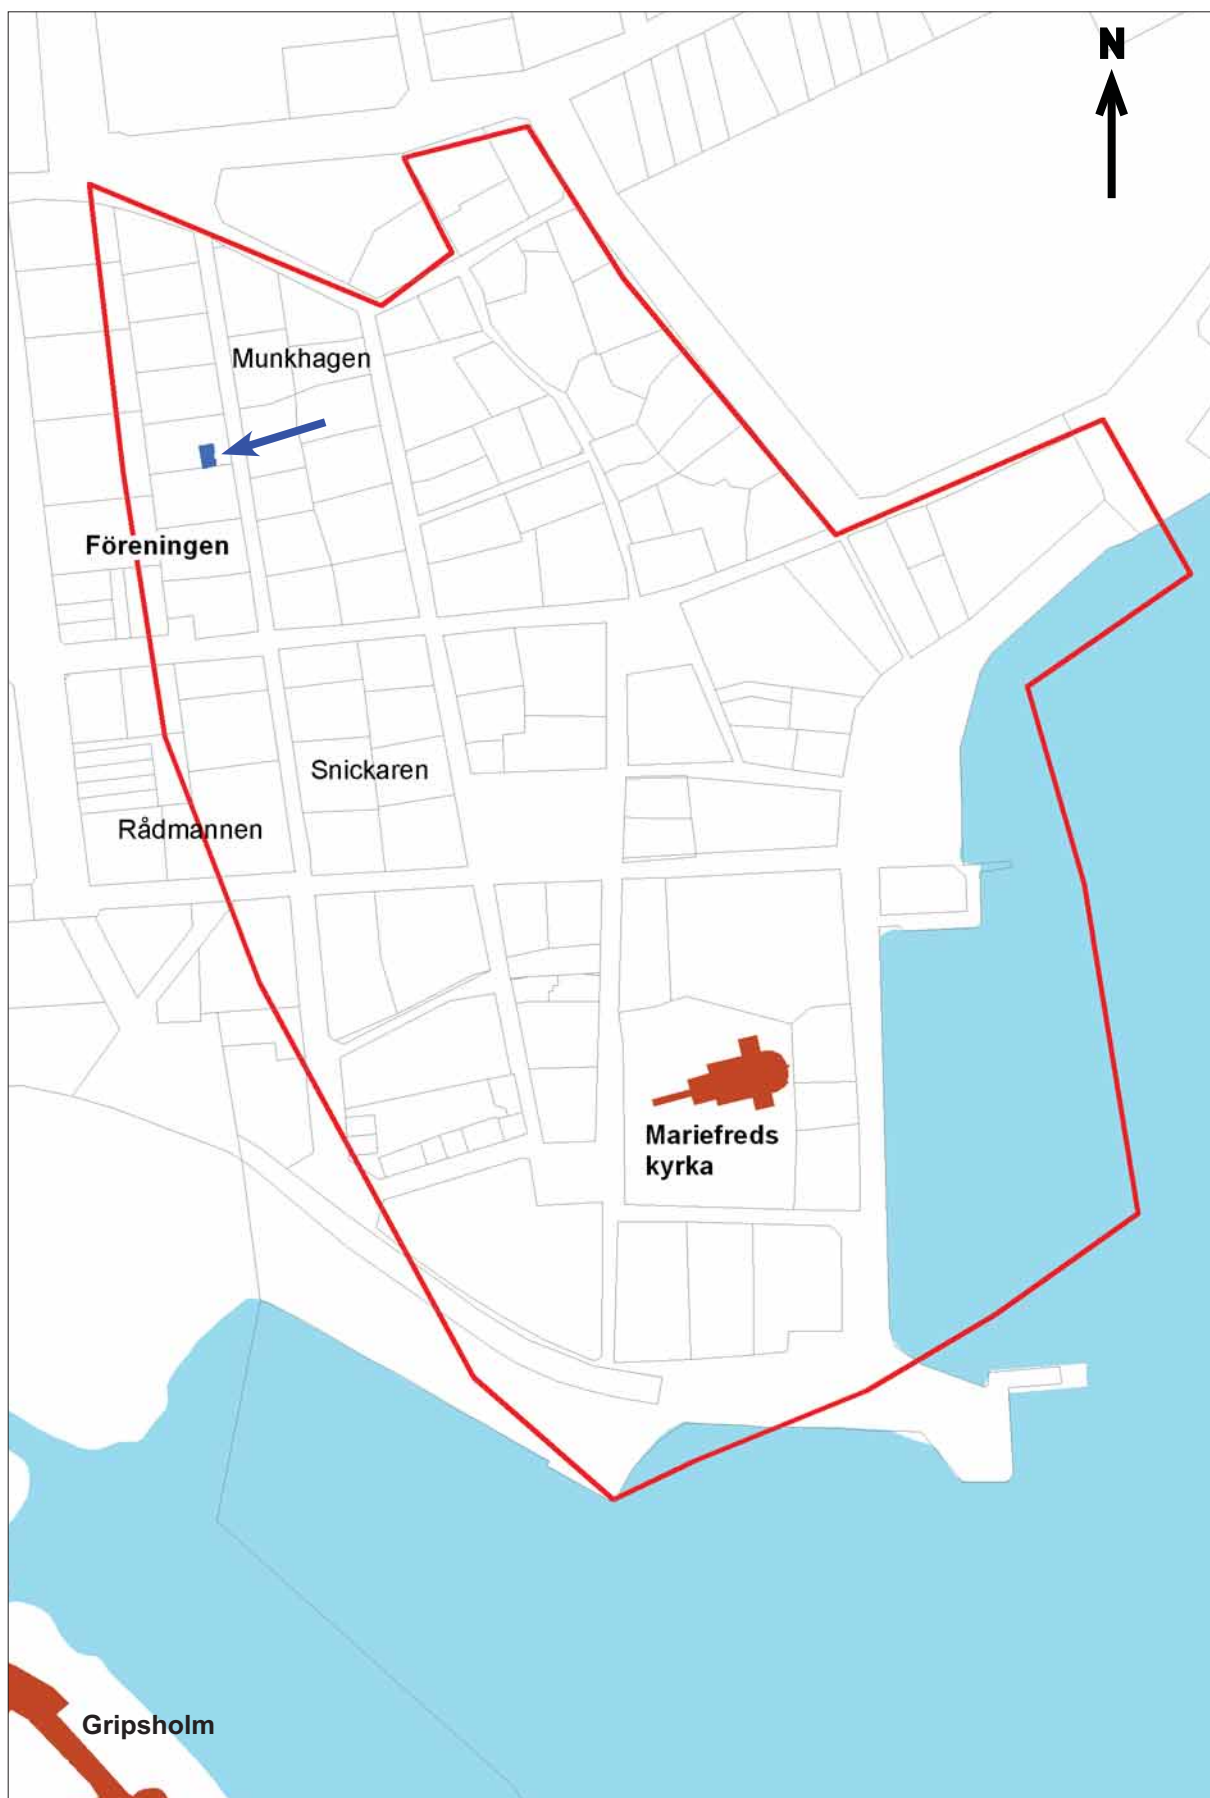 N
Munkhagen
Föreningen
Snickaren
Rådmannen
Mariefreds
kyrka
Gripsholm